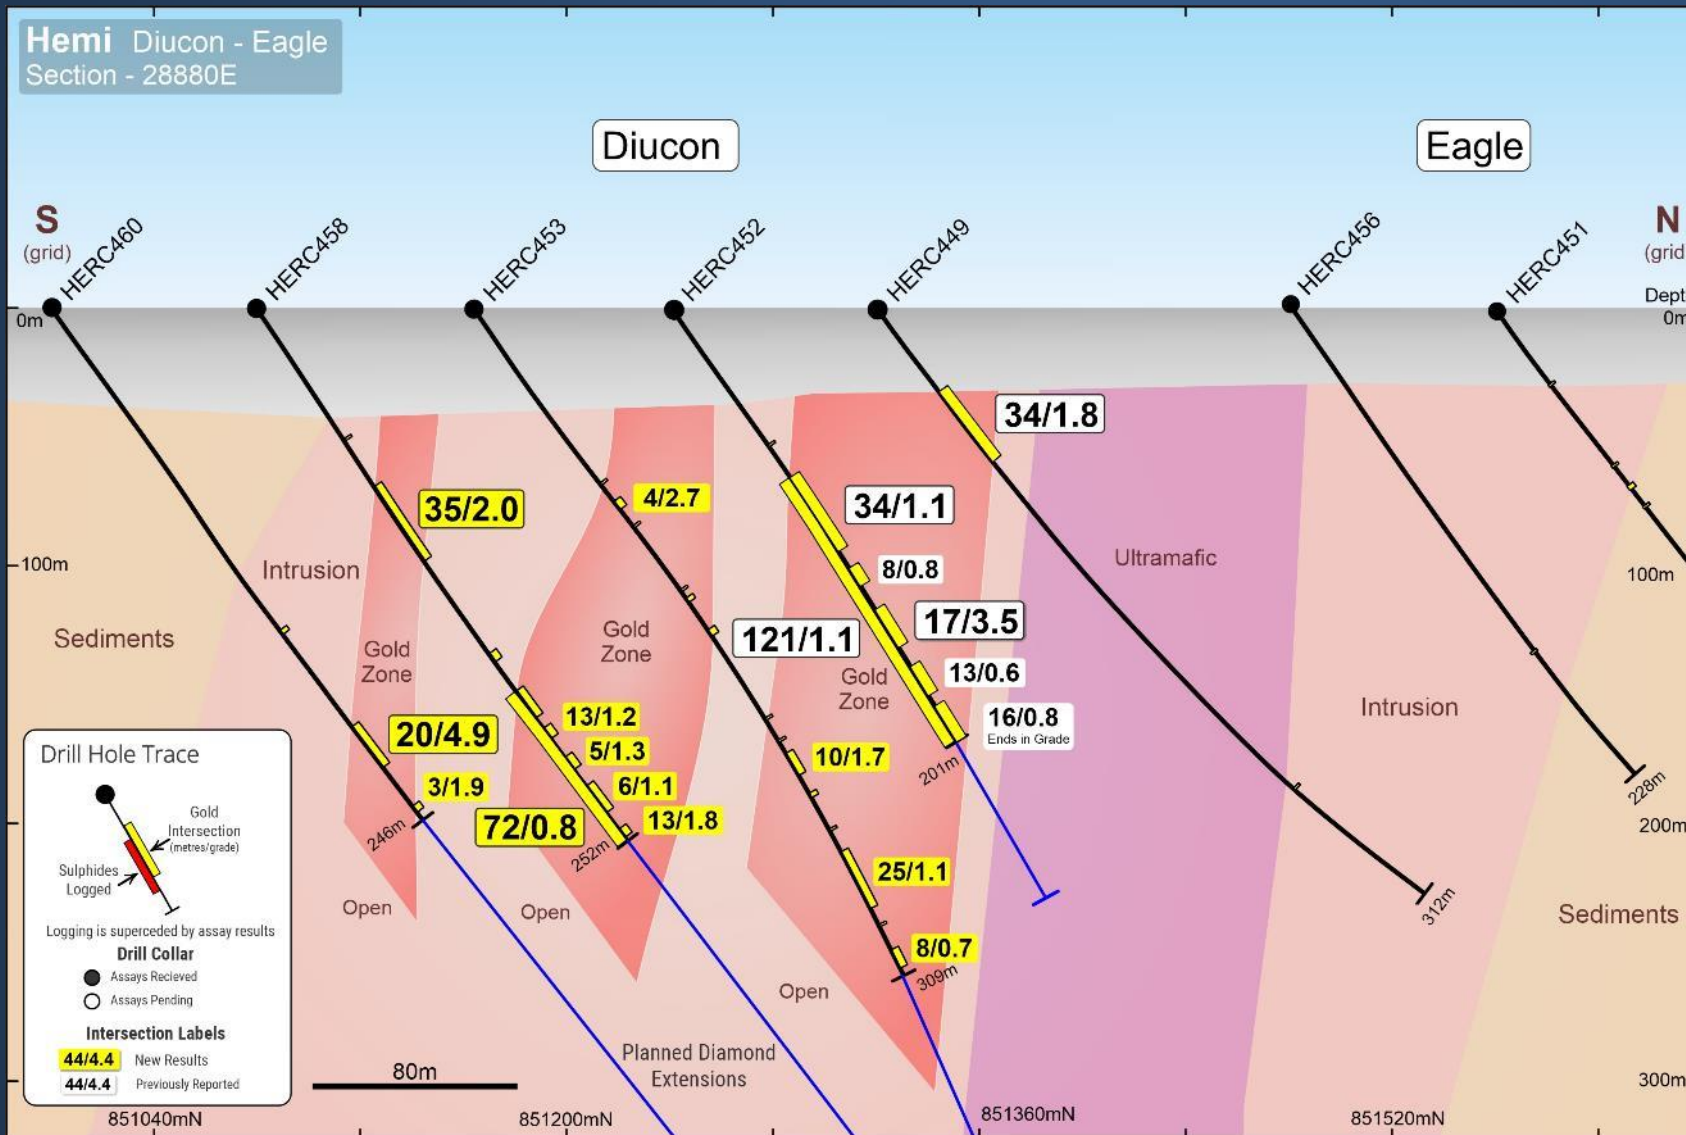 Hemi Diucon - Eagle
Section - 28880E
Diucon
Eagle
S
(grid)
N
(grid
HERC460
HERC458
HERC453
HERC452
HERC449
HERC456
HERC451
0m
Dept
0m
34/1.8
35/2.0
4/2.7
34/1.1
100m
Intrusion
8/0.8
Ultramafic
100m
Sediments
Gold
Zone
Gold
Zone
121/1.1
17/3.5
Gold
Zone
13/0.6
Intrusion
20/4.9
13/1.2
5/1.3
10/1.7
16/0.8
Ends in Grade
201m
3/1.9
6/1.1
228m
246m
72/0.8
13/1.8
252m
200m
25/1.1
312m
Open
Open
Sediments
8/0.7
309m
Open
Planned Diamond
Extensions
300m
Drill Hole Trace
Gold
Intersection
(metres/grade)
Sulphides
Logged
Logging is superceded by assay results
Drill Collar
Assays Recieved
Assays Pending
Intersection Labels
44/4.4 New Results
44/4.4 Previously Reported
80m
851040mN
851200mN
851360mN
851520mN